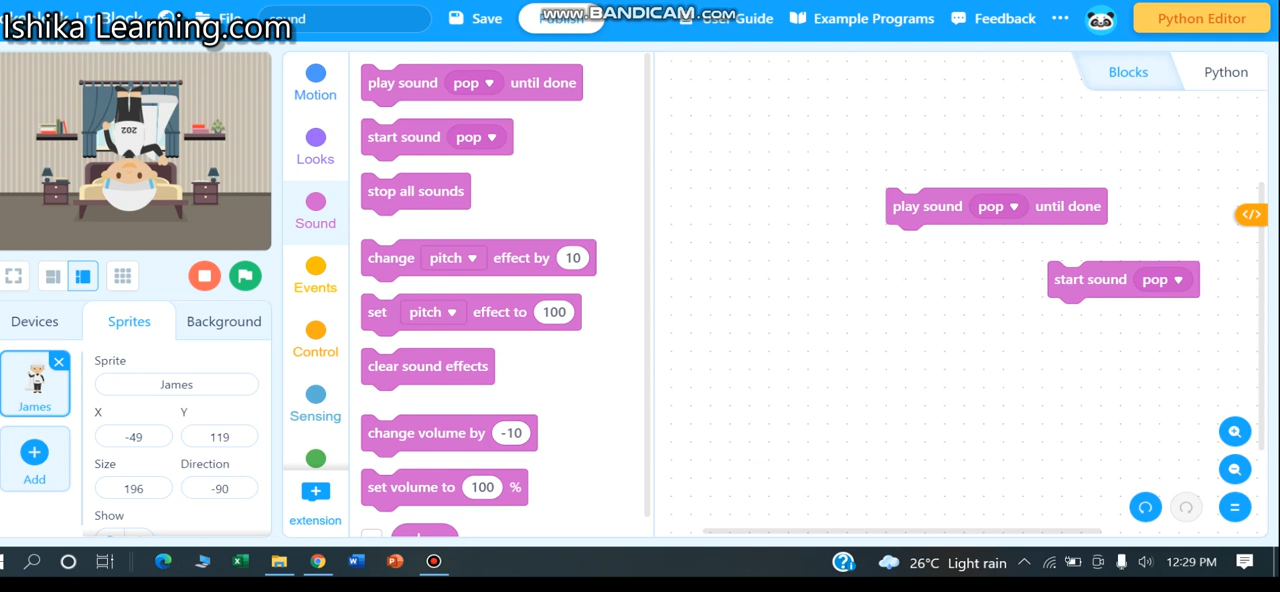 www.BANDICAM.com
Ishika Learning.com
mBlock
File
Save
Guide
Example Programs
Feedback
Python Editor
202
Motion
Looks
Sound
Events
Control
Sensing
extension
play sound pop until done
start sound pop
stop all sounds
change pitch effect by 10
set pitch effect to 100
clear sound effects
change volume by -10
set volume to 100 %
Blocks
Python
play sound pop until done
start sound pop
</>
Devices
Sprites
Background
James
Add
Sprite
James
X
Y
-49
119
Size
Direction
196
-90
Show
26°C Light rain
12:29 PM